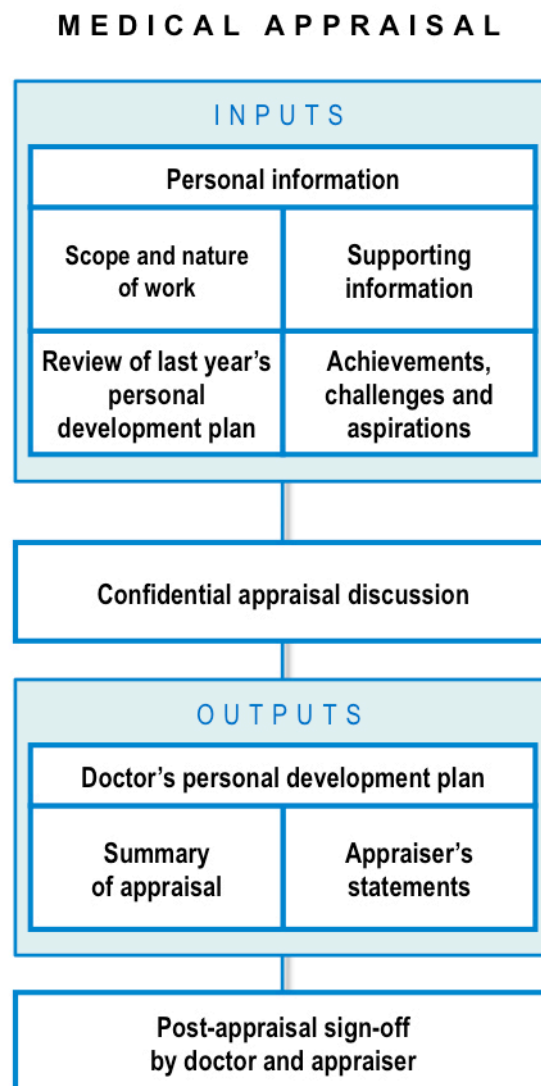 MEDICAL APPRAISAL
INPUTS
Personal information
Scope and nature
of work
Supporting
information
Review of last year’s
personal
development plan
Achievements,
challenges and
aspirations
Confidential appraisal discussion
OUTPUTS
Doctor’s personal development plan
Summary
of appraisal
Appraiser’s
statements
Post-appraisal sign-off
by doctor and appraiser